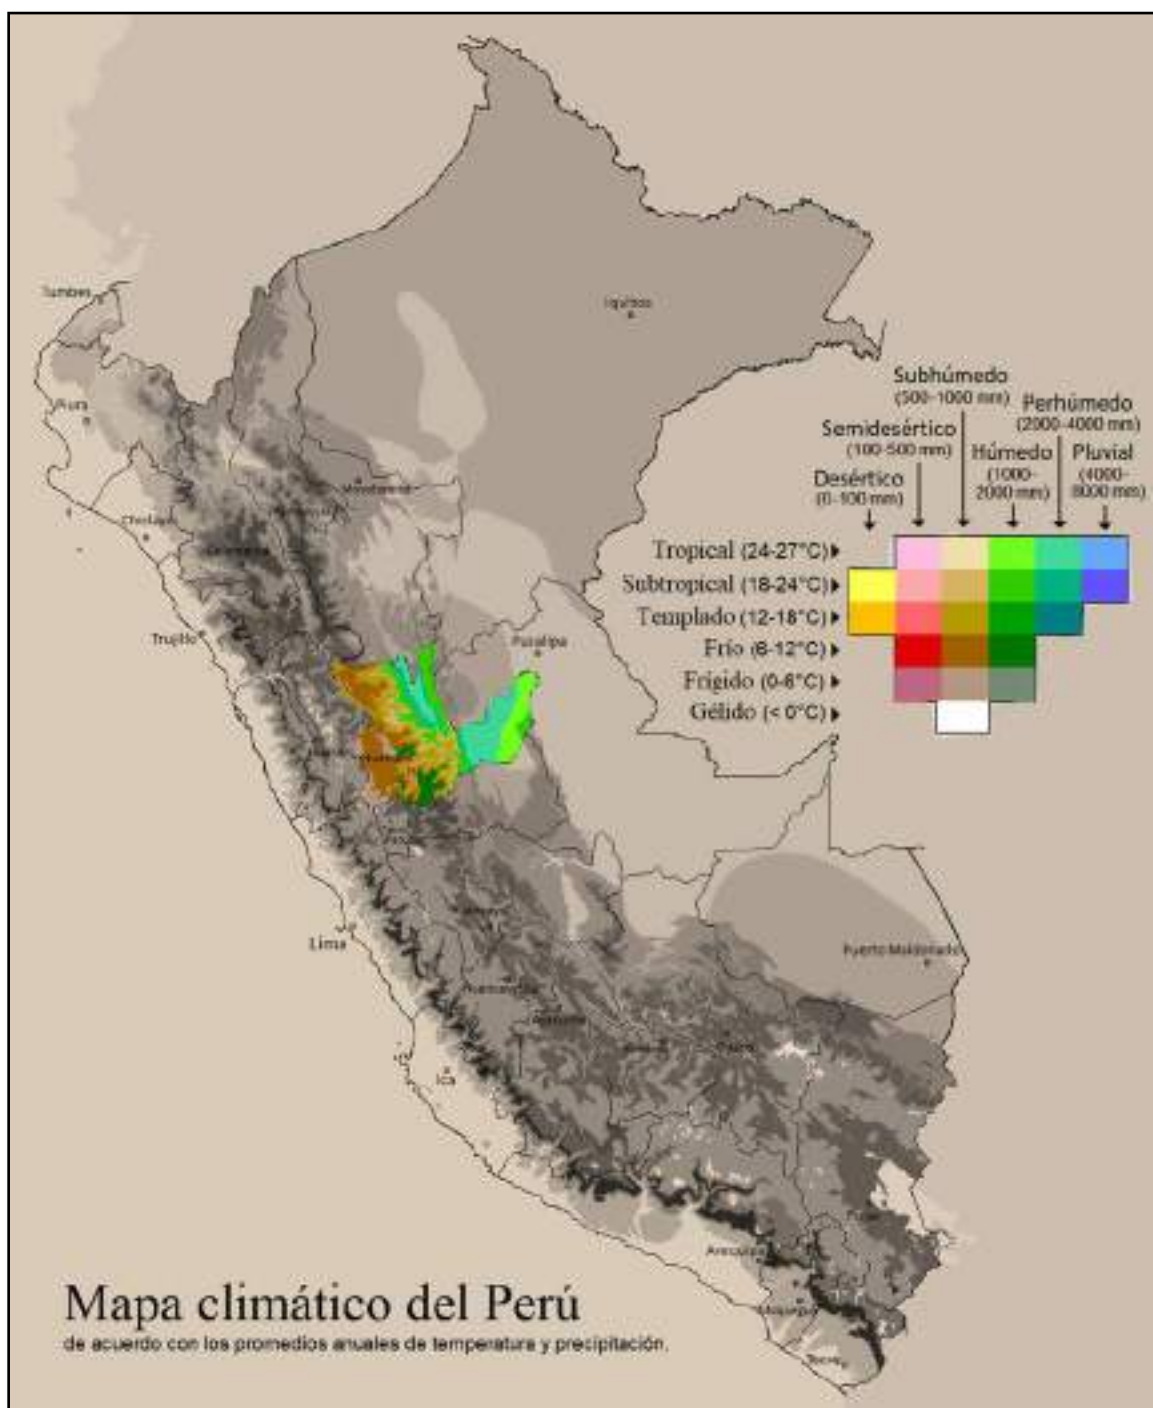 Iquitos
Tumbes
Subhúmedo
(500-1000 mm)
Perhúmedo
(2000-4000 mm)
Piura
Semidesértico
(100-500 mm)
Húmedo
(1000-
2000 mm)
Pluvial
(4000-
8000 mm)
Desértico
(0-100 mm)
Chiclayo
Tropical (24-27°C)
Subtropical (18-24°C)
Templado (12-18°C)
Trujillo
Pucallpa
Frío (6-12°C)
Frígido (0-6°C)
Gélido (< 0°C)
Lima
Puerto Maldonado
Ica
Arequipa
Mapa climático del Perú
de acuerdo con los promedios anuales de temperatura y precipitación.